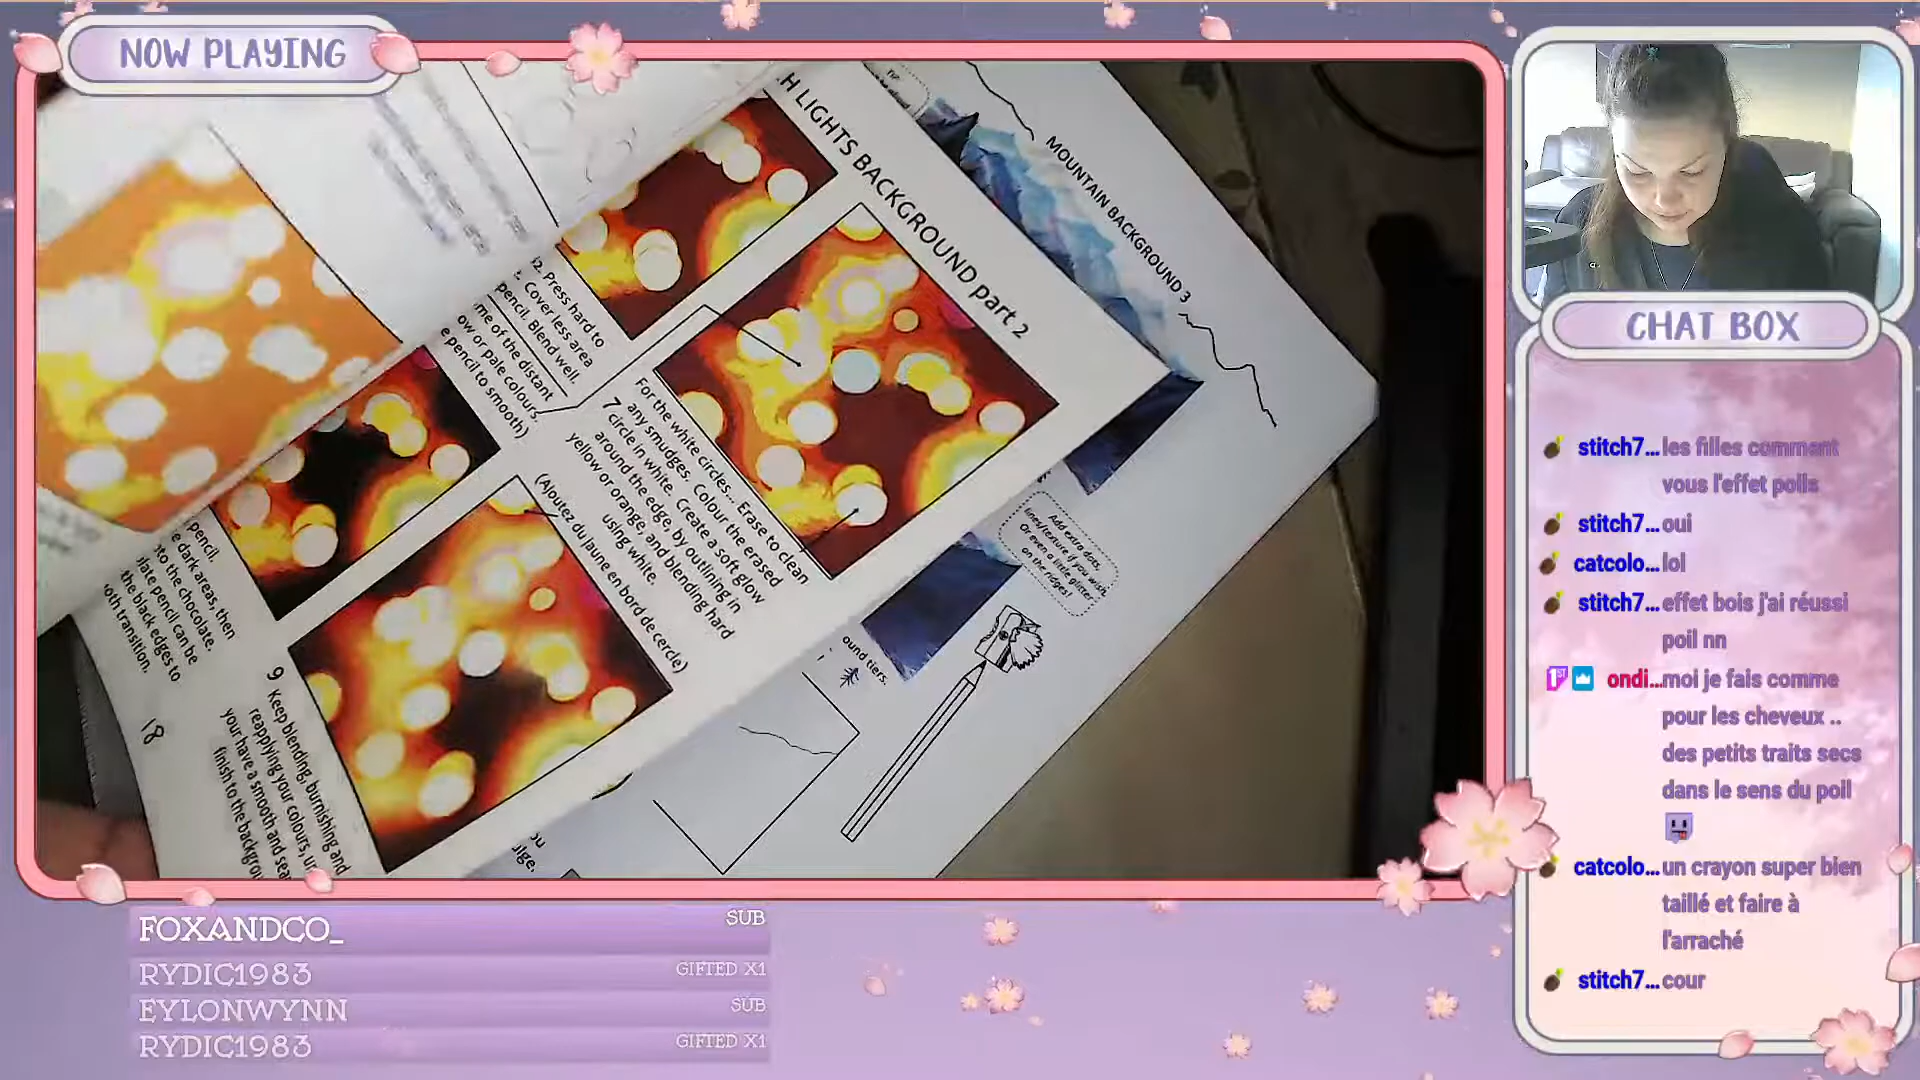 NOW PLAYING
H LIGHTS BACKGROUND part 2
MOUNTAIN BACKGROUND 3
12. Press hard to
Cover less area
pencil. Blend well.
me of the distant
ow or pale colours.
e pencil to smooth)
For the white circles... Erase to clean
any smudges. Colour the erased
7 circle in white. Create a soft glow
around the edge, by outlining in
yellow or orange, and blending hard
using white.
(Ajoutez du jaune en bord de cercle)
Add extra dots,
lines/texture if you wish.
Or even a little glitter
on the ridges!
ound tiers.
pencil.
e dark areas, then
to the chocolate.
late pencil can be
the black edges to
oth transition.
18
9 Keep blending, burnishing and
reapplying your colours, u
your have a smooth and sea
finish to the backgrou
ou
ulge.
CHAT BOX
stitch7... les filles comment
vous l'effet poils
stitch7... oui
catcolo... lol
stitch7... effet bois j'ai réussi
poil nn
ondi... moi je fais comme
pour les cheveux ..
des petits traits secs
dans le sens du poil
catcolo... un crayon super bien
taillé et faire à
l'arraché
stitch7... cour
FOXANDCO_ SUB
RYDIC1983 GIFTED X1
EYLONWYNN SUB
RYDIC1983 GIFTED X1